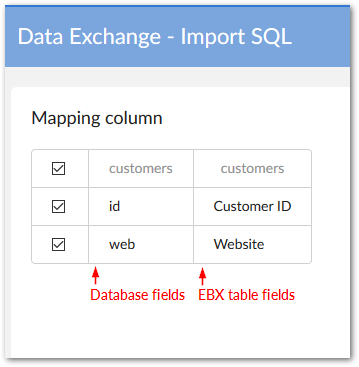 Data Exchange - Import SQL
Mapping column
customers customers
id Customer ID
web Website
Database fields EBX table fields